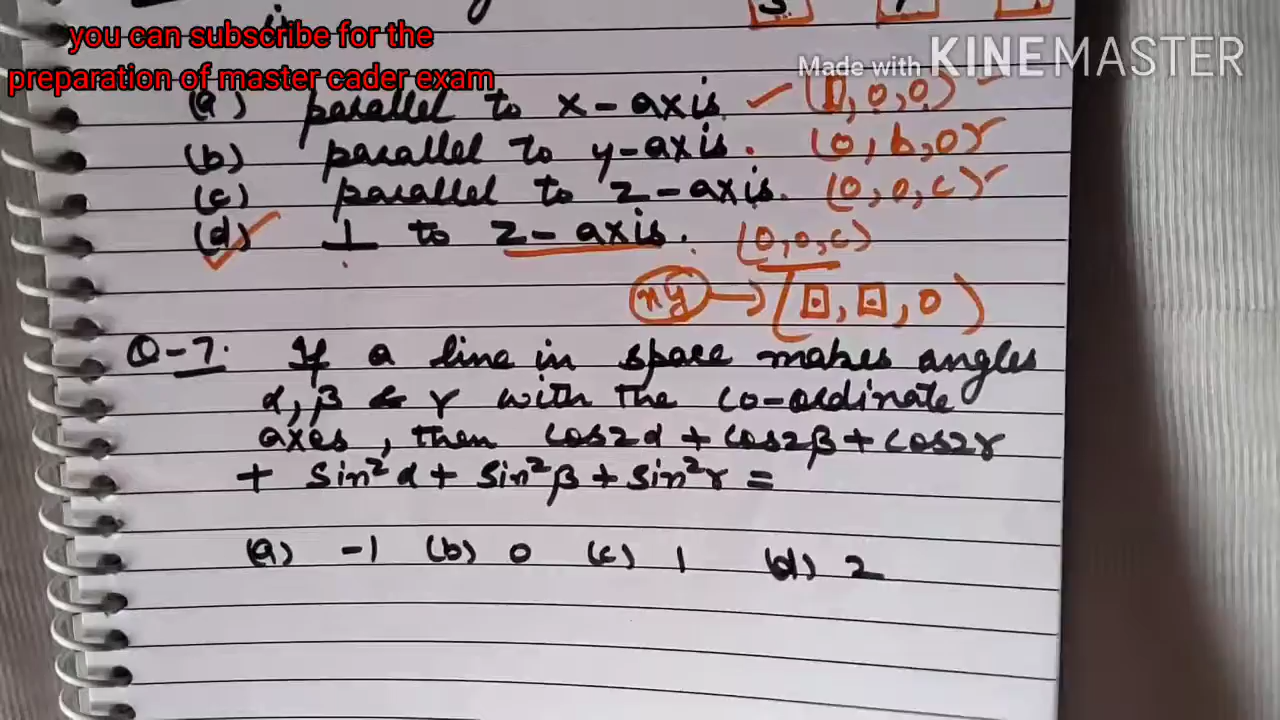 you can subscribe for the
preparation of master cader exam
Made with KINEMASTER
(a) parallel to x-axis. (1,0,0)
(b) parallel to y-axis. (0,b,0)
(c) parallel to z-axis. (0,0,c)
(d) ⊥ to z-axis. (0,0,c)
xy → (□,□,0)
Q-7. If a line in space makes angles
α, β & γ with the co-ordinate
axes, then cos2α + cos2β + cos2γ
+ sin²α + sin²β + sin²γ =
(a) -1 (b) 0 (c) 1 (d) 2